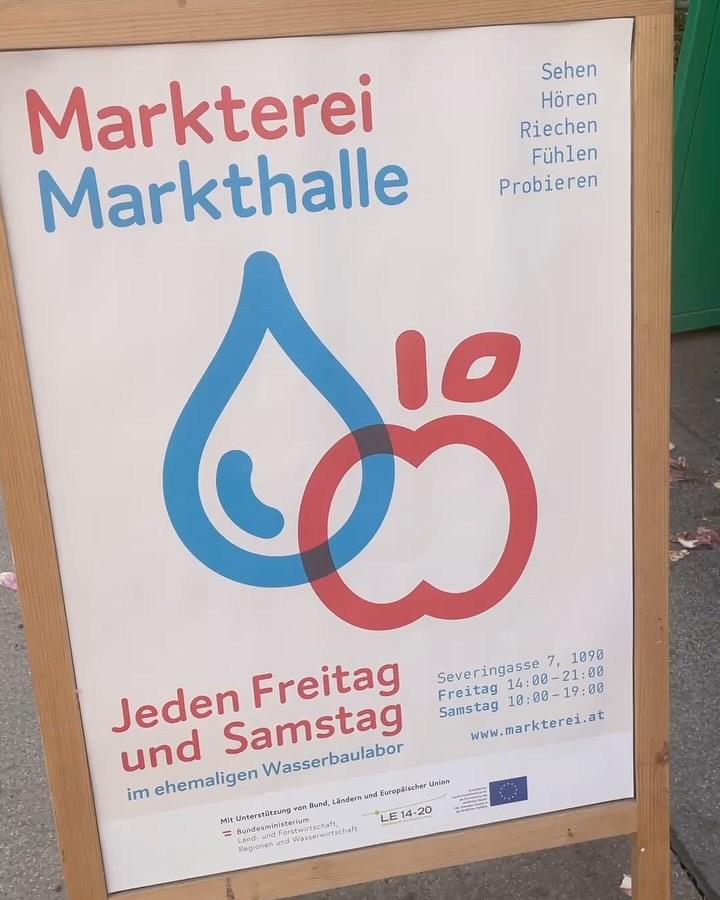 Markterei
Markthalle
Sehen
Hören
Riechen
Fühlen
Probieren
Jeden Freitag
und Samstag
im ehemaligen Wasserbaulabor
Severingasse 7, 1090
Freitag 14:00–21:00
Samstag 10:00–19:00
www.markterei.at
Mit Unterstützung von Bund, Ländern und Europäischer Union
Bundesministerium
Land- und Forstwirtschaft,
Regionen und Wasserwirtschaft
LE 14-20